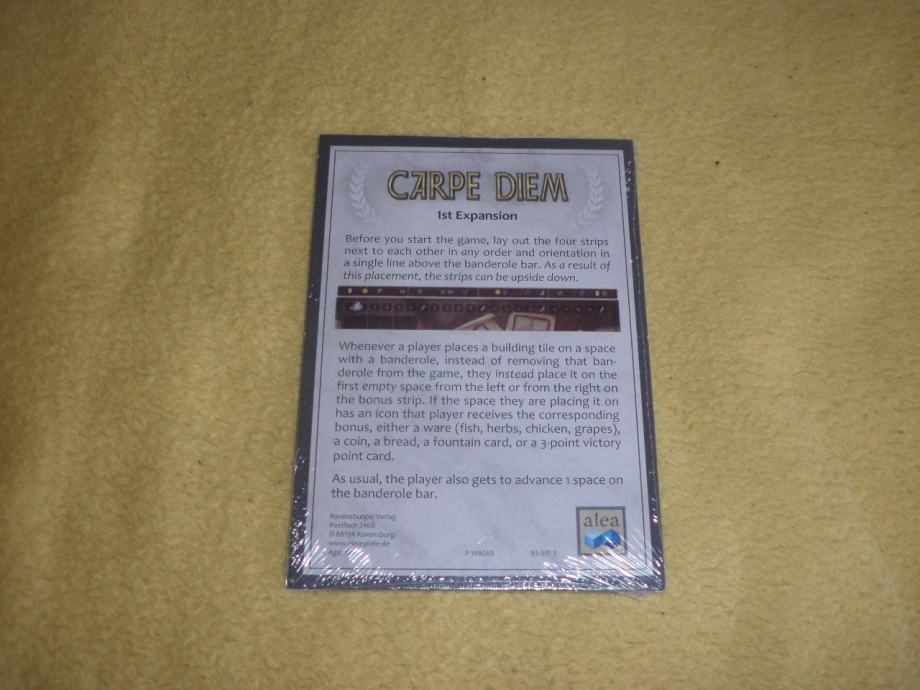 CARPE DIEM
1st Expansion
Before you start the game, lay out the four strips
next to each other in any order and orientation in
a single line above the banderole bar. As a result of
this placement, the strips can be upside down.
Whenever a player places a building tile on a space
with a banderole, instead of removing that ban-
derole from the game, they instead place it on the
first empty space from the left or from the right on
the bonus strip. If the space they are placing it on
has an icon that player receives the corresponding
bonus, either a ware (fish, herbs, chicken, grapes),
a coin, a bread, a fountain card, or a 3-point victory
point card.
As usual, the player also gets to advance 1 space on
the banderole bar.
Ravensburger Verlag
Postfach 2460
D-88194 Ravensburg
www.aleaspiele.de
Age:
P W8069
alea